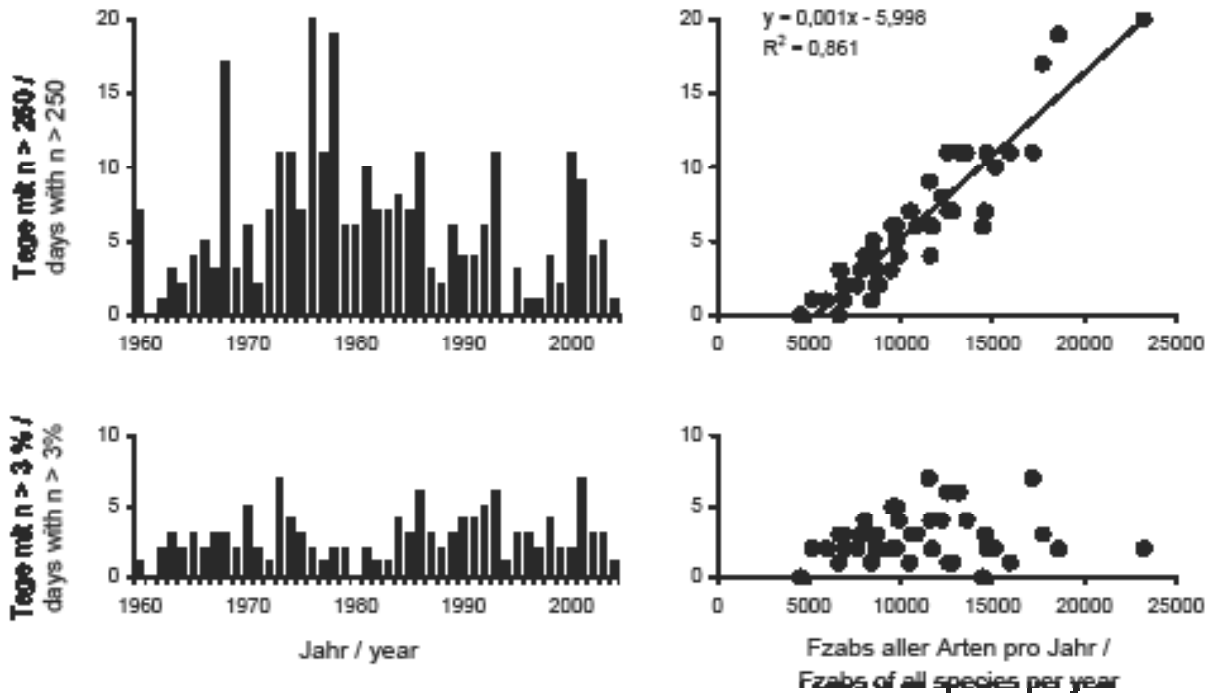 Tage mit n > 250 /
days with n > 250
20
15
10
5
0
1960 1970 1980 1990 2000
y = 0,001x - 5,998
R² = 0,861
20
15
10
5
0
0 5000 10000 15000 20000 25000
Tage mit n > 3 % /
days with n > 3%
10
5
0
1960 1970 1980 1990 2000
Jahr / year
10
5
0
0 5000 10000 15000 20000 25000
Fzabs aller Arten pro Jahr /
Fzabs of all species per year